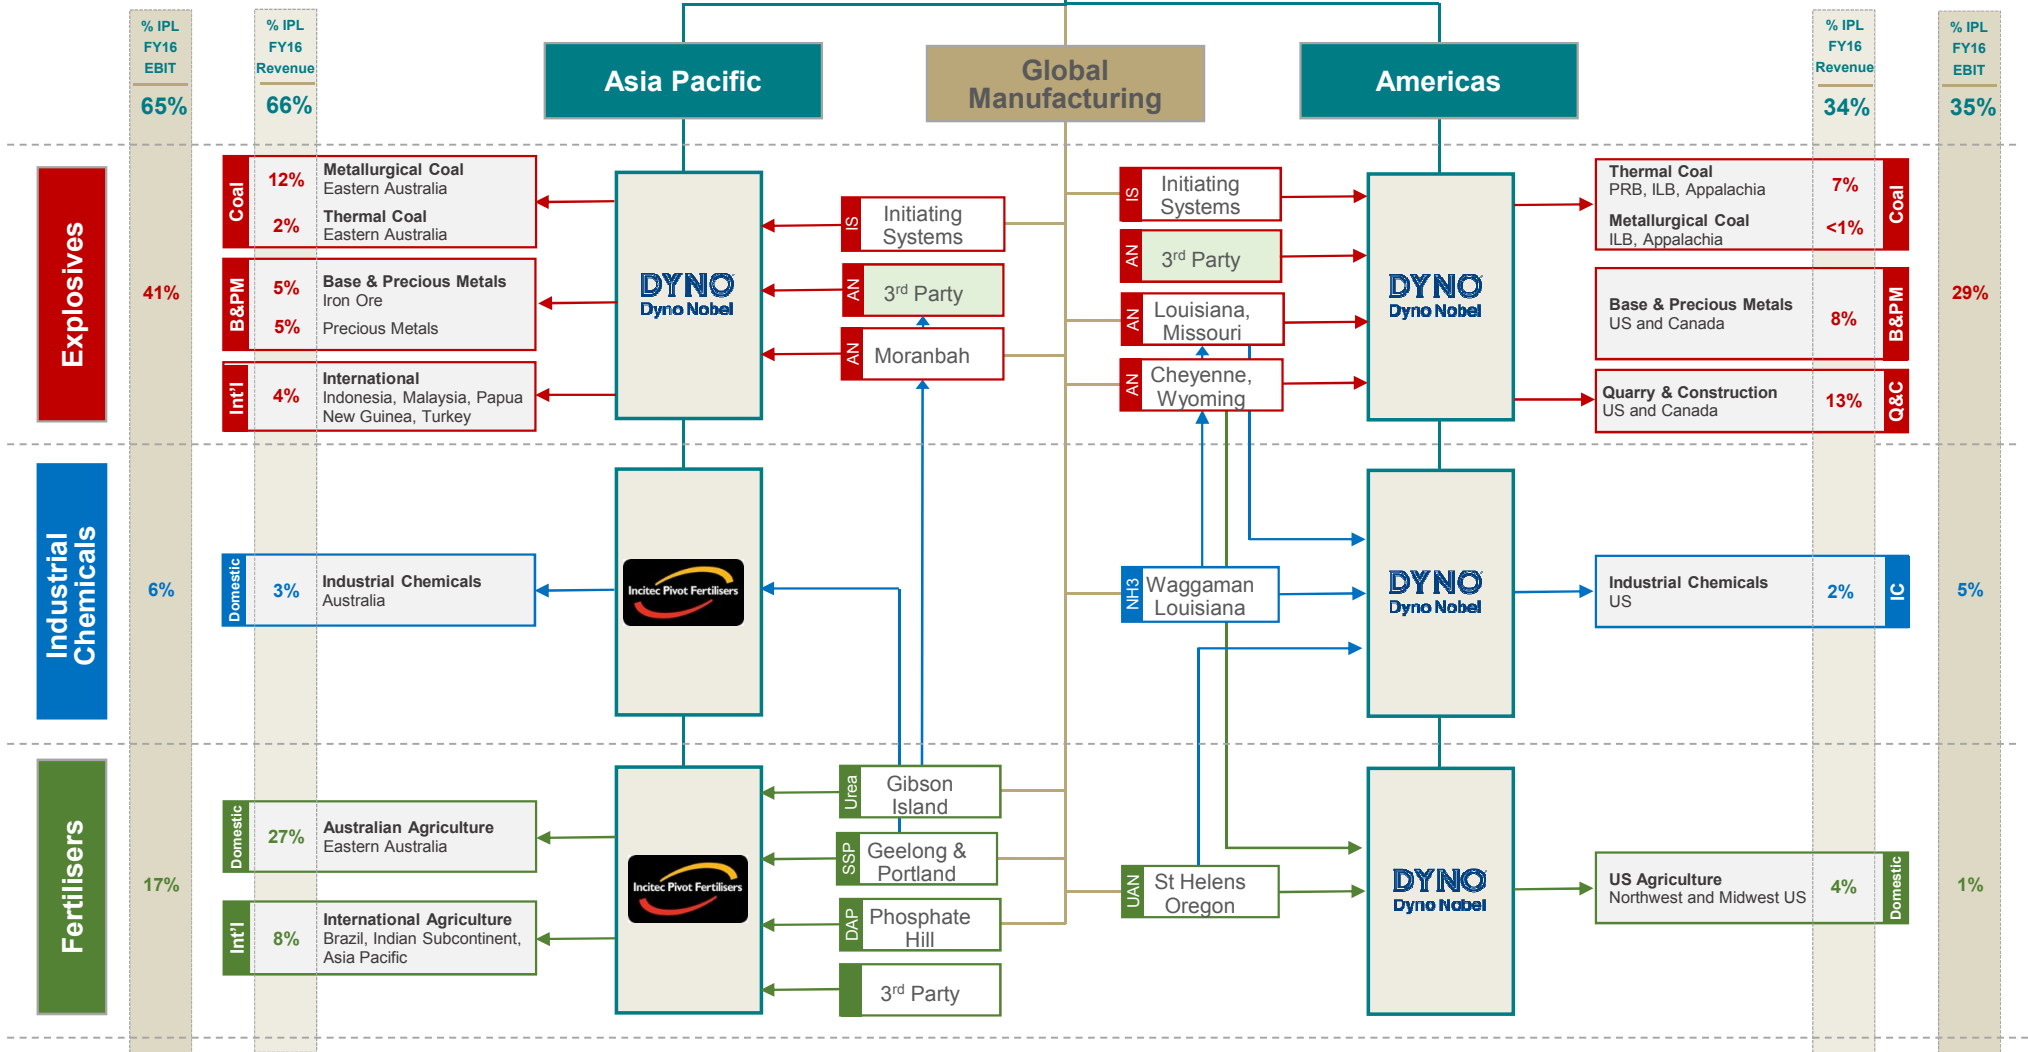 % IPL
FY16
EBIT
65%
% IPL
FY16
Revenue
66%
Asia Pacific
Global
Manufacturing
Americas
% IPL
FY16
Revenue
34%
% IPL
FY16
EBIT
35%
Explosives
41%
Coal
12%
Metallurgical Coal
Eastern Australia
2%
Thermal Coal
Eastern Australia
B&PM
5%
Base & Precious Metals
Iron Ore
5%
Precious Metals
Int'l
4%
International
Indonesia, Malaysia, Papua
New Guinea, Turkey
DYNO
Dyno Nobel
IS
Initiating
Systems
AN
3rd Party
AN
Moranbah
IS
Initiating
Systems
AN
3rd Party
AN
Louisiana,
Missouri
AN
Cheyenne,
Wyoming
DYNO
Dyno Nobel
Thermal Coal
PRB, ILB, Appalachia
7%
Metallurgical Coal
ILB, Appalachia
<1%
Coal
Base & Precious Metals
US and Canada
8%
B&PM
Quarry & Construction
US and Canada
13%
Q&C
29%
Industrial
Chemicals
6%
Domestic
3%
Industrial Chemicals
Australia
Incitec Pivot Fertilisers
NH3
Waggaman
Louisiana
DYNO
Dyno Nobel
Industrial Chemicals
US
2%
IC
5%
Fertilisers
17%
Domestic
27%
Australian Agriculture
Eastern Australia
Int'l
8%
International Agriculture
Brazil, Indian Subcontinent,
Asia Pacific
Incitec Pivot Fertilisers
Urea
Gibson
Island
SSP
Geelong &
Portland
DAP
Phosphate
Hill
3rd Party
UAN
St Helens
Oregon
DYNO
Dyno Nobel
US Agriculture
Northwest and Midwest US
4%
Domestic
1%